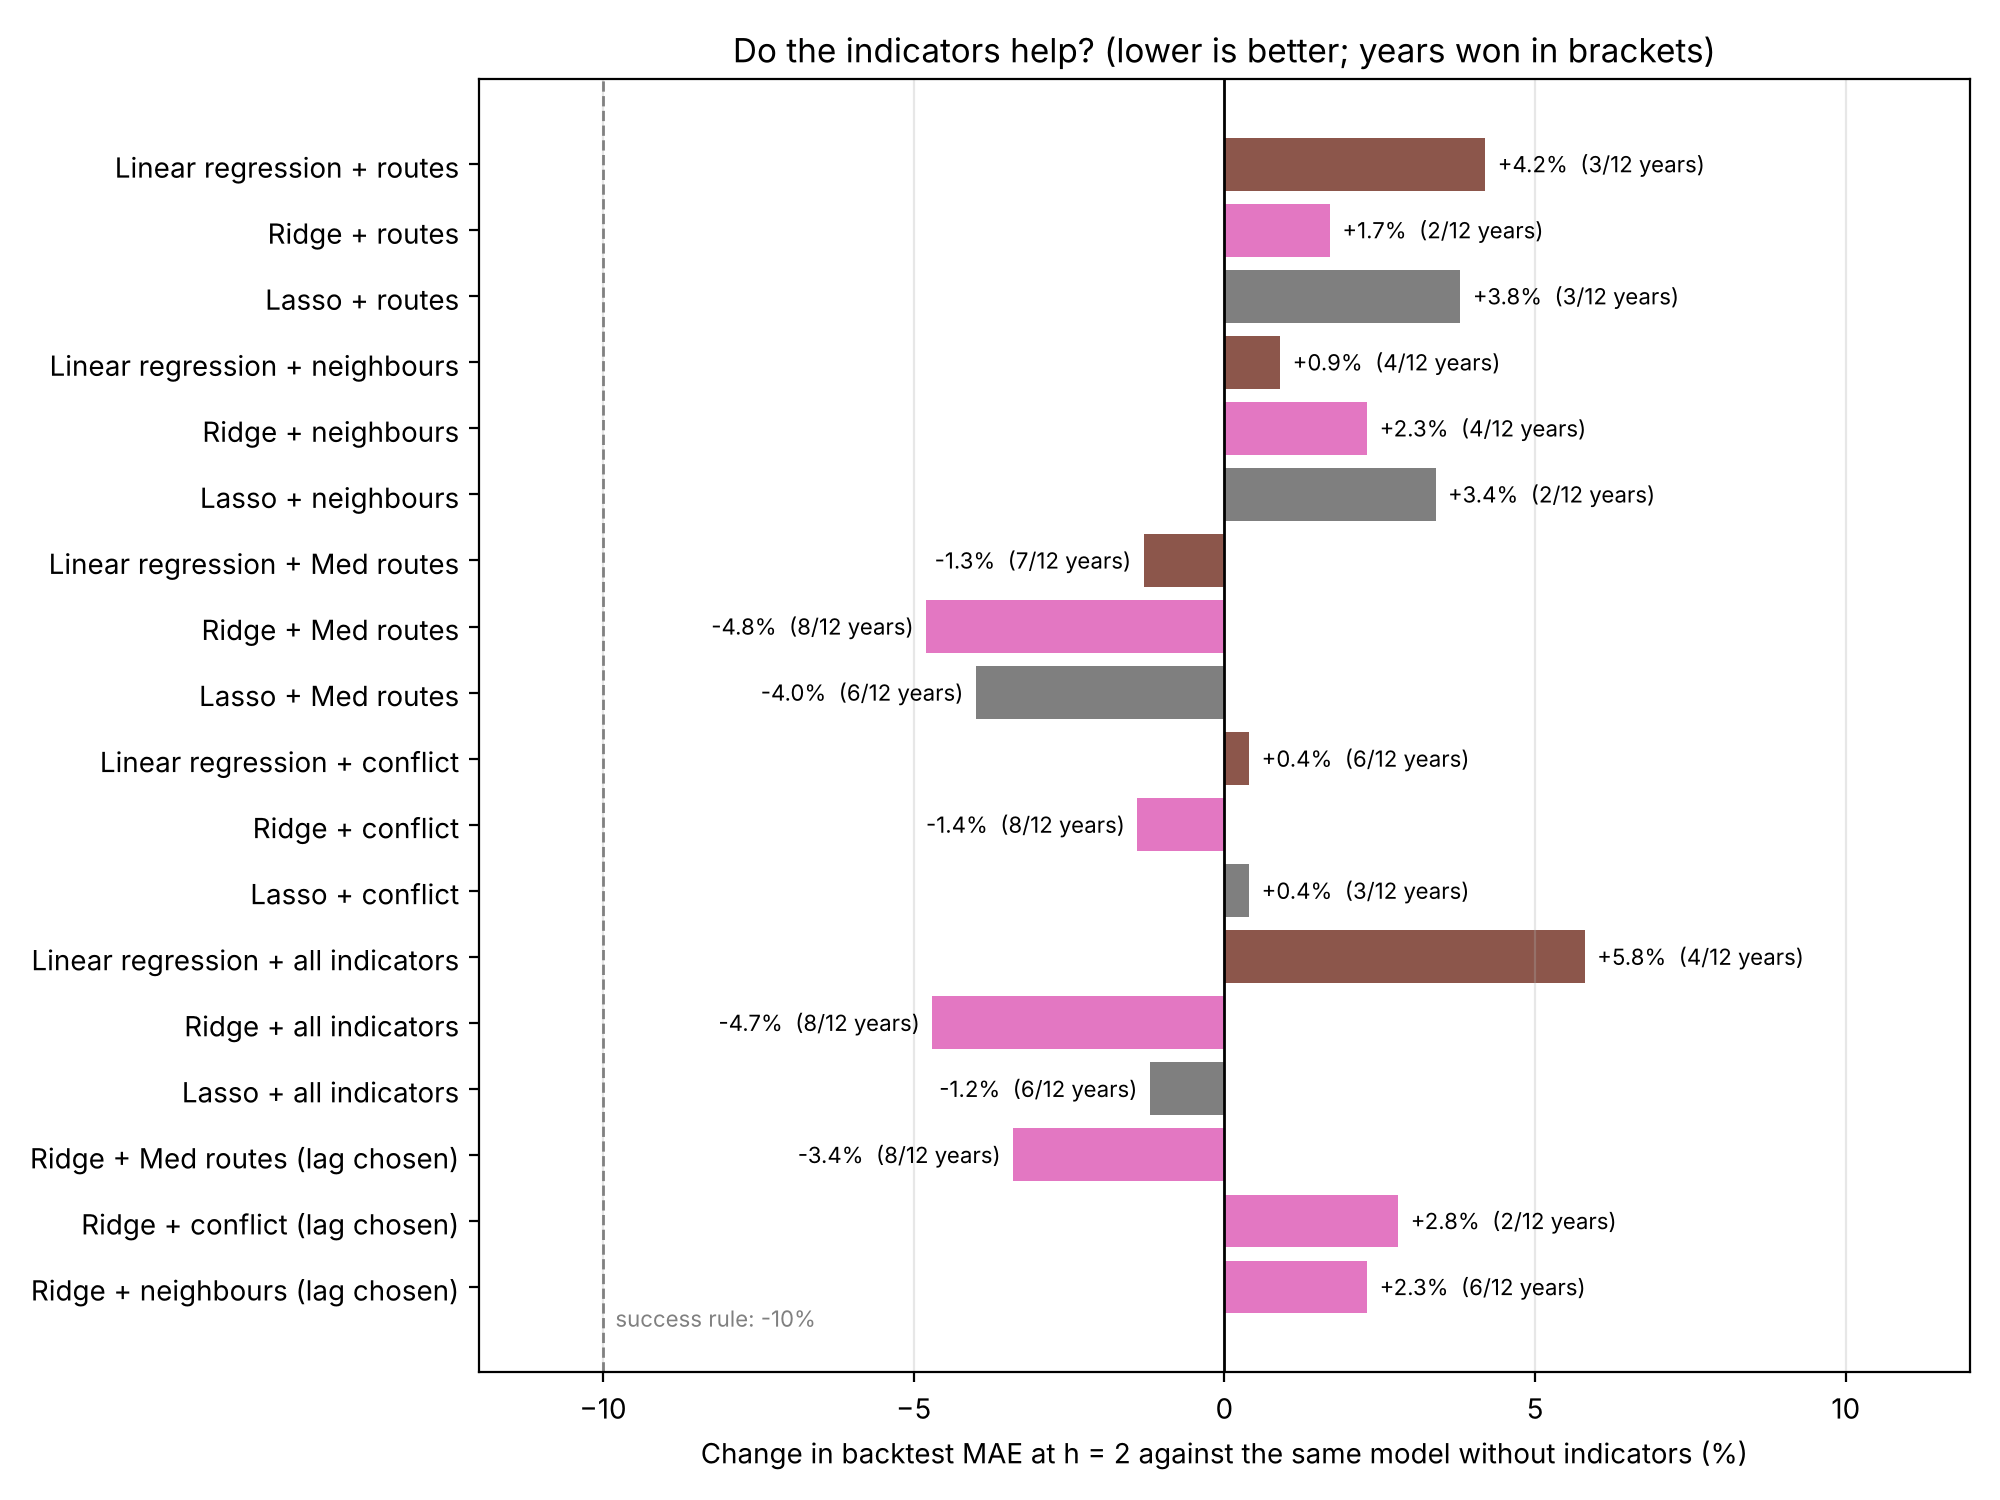 Do the indicators help? (lower is better; years won in brackets)
Linear regression + routes +4.2% (3/12 years)
Ridge + routes +1.7% (2/12 years)
Lasso + routes +3.8% (3/12 years)
Linear regression + neighbours +0.9% (4/12 years)
Ridge + neighbours +2.3% (4/12 years)
Lasso + neighbours +3.4% (2/12 years)
Linear regression + Med routes -1.3% (7/12 years)
Ridge + Med routes -4.8% (8/12 years)
Lasso + Med routes -4.0% (6/12 years)
Linear regression + conflict +0.4% (6/12 years)
Ridge + conflict -1.4% (8/12 years)
Lasso + conflict +0.4% (3/12 years)
Linear regression + all indicators +5.8% (4/12 years)
Ridge + all indicators -4.7% (8/12 years)
Lasso + all indicators -1.2% (6/12 years)
Ridge + Med routes (lag chosen) -3.4% (8/12 years)
Ridge + conflict (lag chosen) +2.8% (2/12 years)
Ridge + neighbours (lag chosen) +2.3% (6/12 years)
success rule: -10%
−10 −5 0 5 10
Change in backtest MAE at h = 2 against the same model without indicators (%)